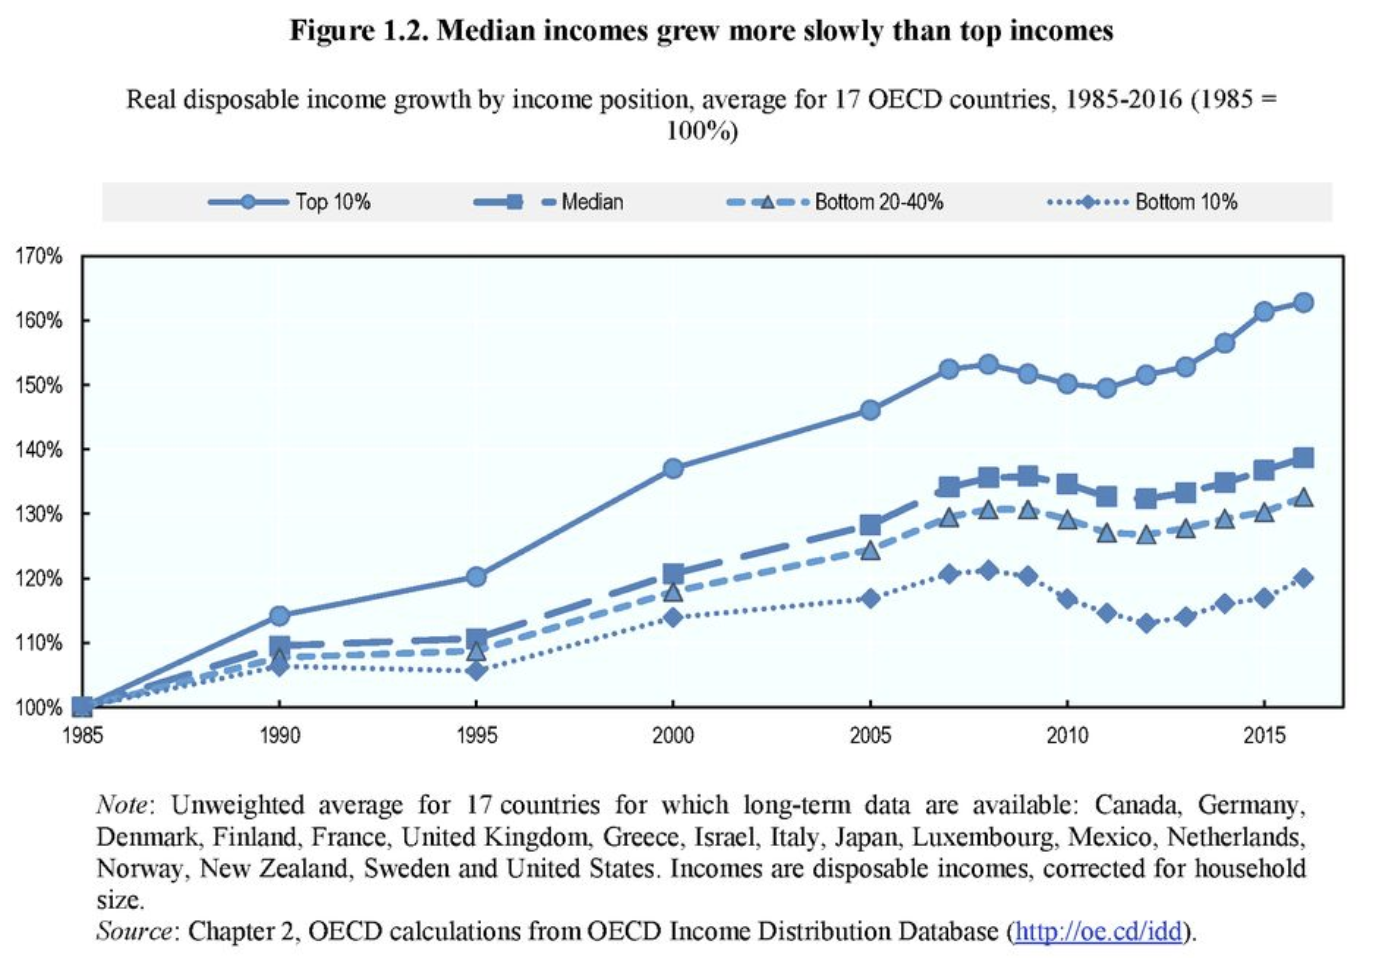 Figure 1.2. Median incomes grew more slowly than top incomes
Real disposable income growth by income position, average for 17 OECD countries, 1985-2016 (1985 =
100%)
Top 10% Median Bottom 20-40% Bottom 10%
170%
160%
150%
140%
130%
120%
110%
100%
1985 1990 1995 2000 2005 2010 2015
Note: Unweighted average for 17 countries for which long-term data are available: Canada, Germany,
Denmark, Finland, France, United Kingdom, Greece, Israel, Italy, Japan, Luxembourg, Mexico, Netherlands,
Norway, New Zealand, Sweden and United States. Incomes are disposable incomes, corrected for household
size.
Source: Chapter 2, OECD calculations from OECD Income Distribution Database (http://oe.cd/idd).